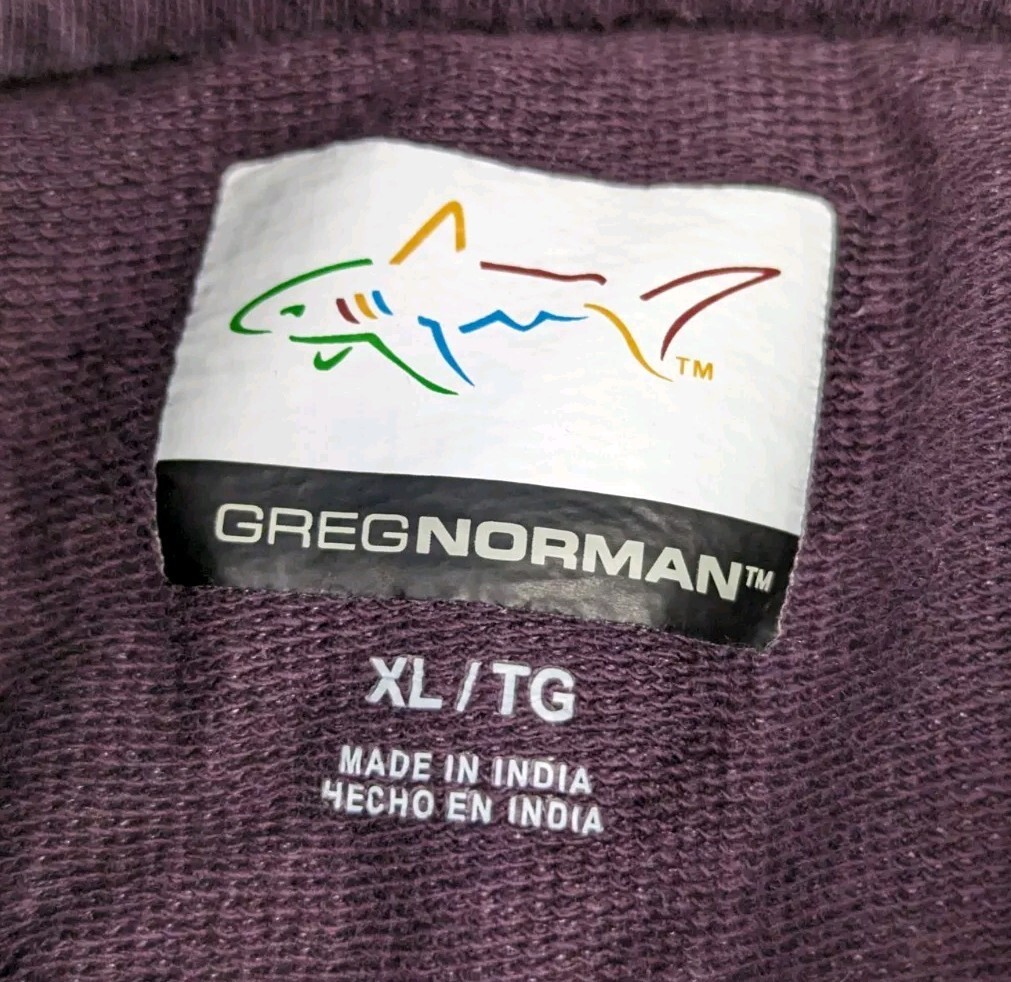 TM
GREGNORMAN™
XL / TG
MADE IN INDIA
HECHO EN INDIA